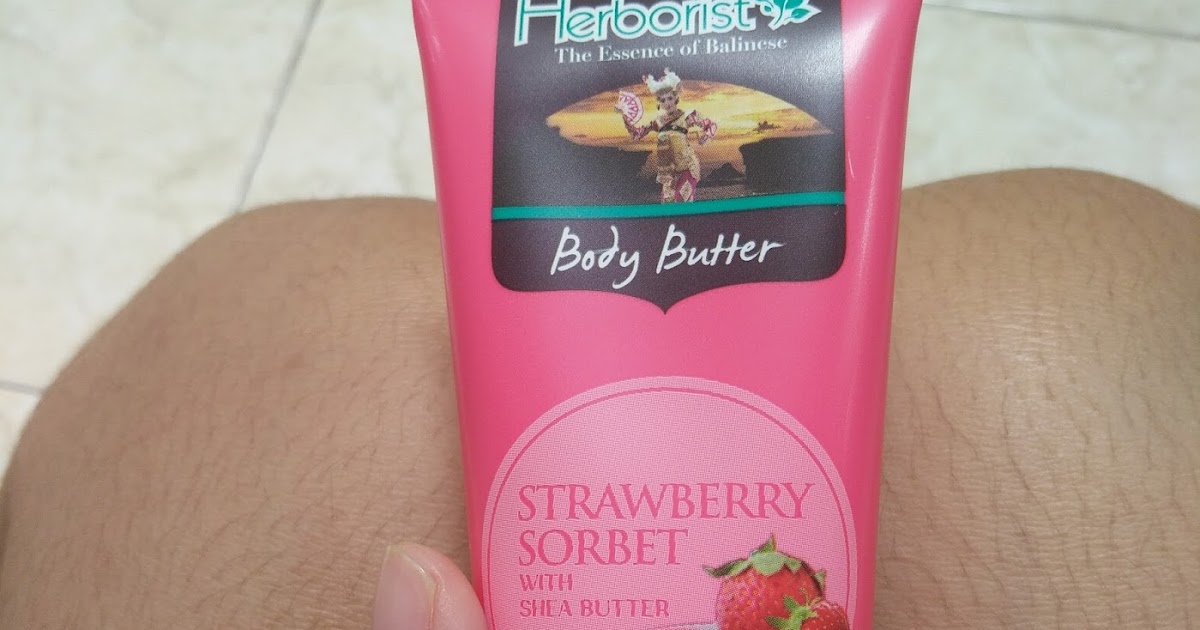 Herborist
The Essence of Balinese
Body Butter
STRAWBERRY
SORBET
WITH
SHEA BUTTER